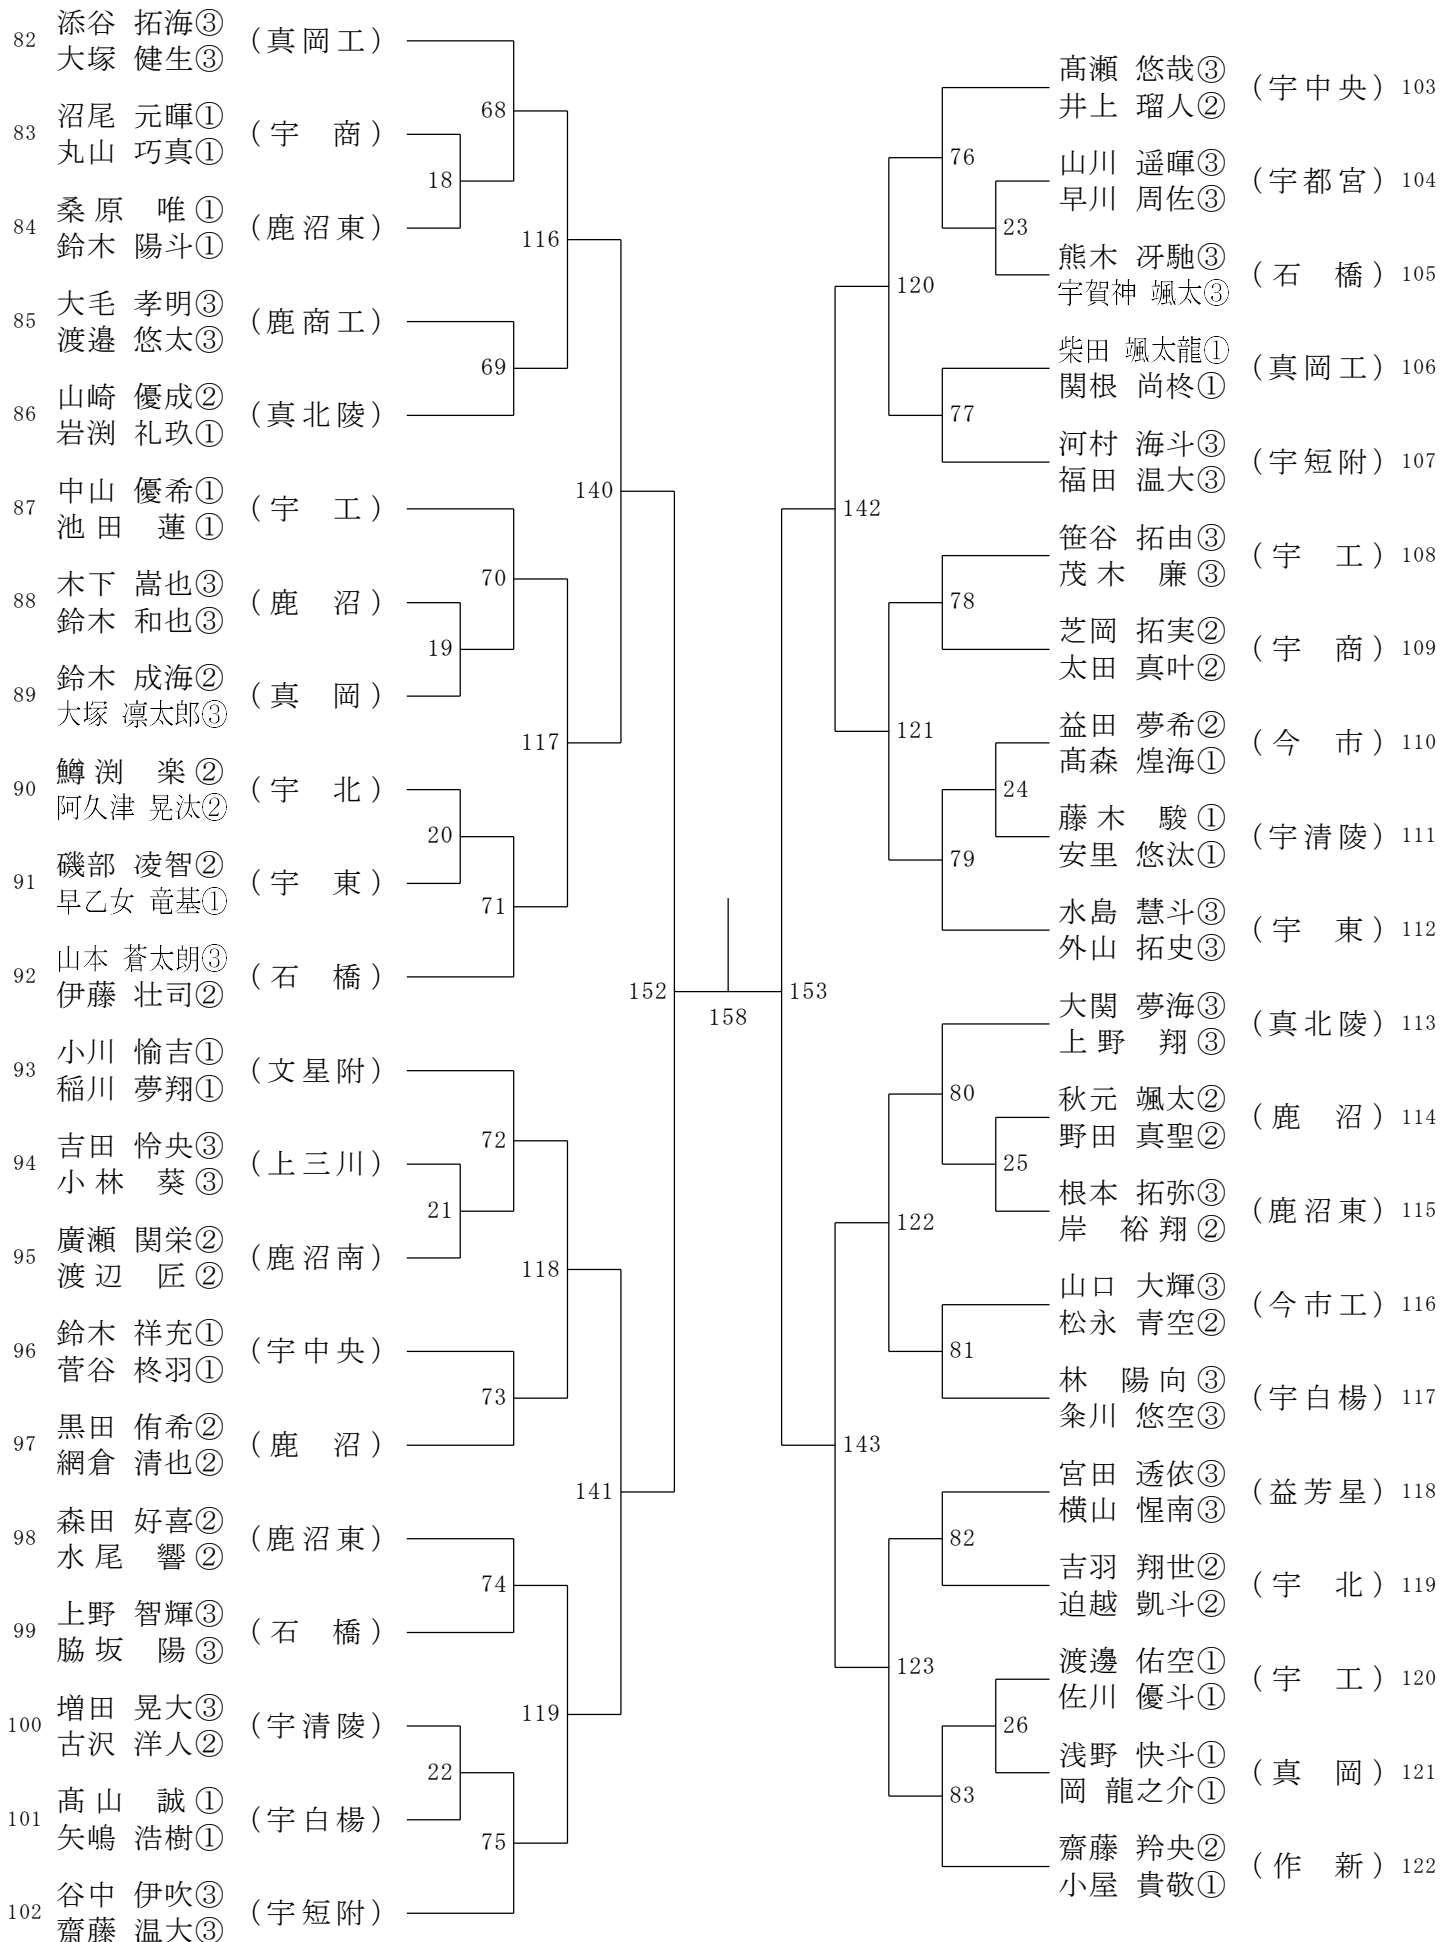 82 添谷 拓海③ (真岡工)
大塚 健生③
83 沼尾 元暉① (宇 商)
丸山 巧真①
84 桑原 唯① (鹿沼東)
鈴木 陽斗①
85 大毛 孝明③ (鹿商工)
渡邉 悠太③
86 山崎 優成② (真北陵)
岩渕 礼玖①
87 中山 優希① (宇 工)
池田 蓮①
88 木下 嵩也③ (鹿 沼)
鈴木 和也③
89 鈴木 成海② (真 岡)
大塚 凛太郎③
90 鱒渕 楽② (宇 北)
阿久津 晃汰②
91 磯部 凌智② (宇 東)
早乙女 竜基①
92 山本 蒼太朗③ (石 橋)
伊藤 壮司②
93 小川 愉吉① (文星附)
稲川 夢翔①
94 吉田 怜央③ (上三川)
小林 葵③
95 廣瀬 関栄② (鹿沼南)
渡辺 匠②
96 鈴木 祥充① (宇中央)
菅谷 柊羽①
97 黒田 侑希② (鹿 沼)
網倉 清也②
98 森田 好喜② (鹿沼東)
水尾 響②
99 上野 智輝③ (石 橋)
脇坂 陽③
100 増田 晃大③ (宇清陵)
古沢 洋人②
101 髙山 誠① (宇白楊)
矢嶋 浩樹①
102 谷中 伊吹③ (宇短附)
齋藤 温大③
68
18
116
69
140
70
19
117
20
71
152
72
21
118
73
141
74
119
22
75
158
153
76
23
120
77
142
78
121
24
79
80
25
122
81
143
82
123
26
83
髙瀬 悠哉③ (宇中央) 103
井上 瑠人②
山川 遥暉③ (宇都宮) 104
早川 周佐③
熊木 冴馳③ (石 橋) 105
宇賀神 颯太③
柴田 颯太龍① (真岡工) 106
関根 尚柊①
河村 海斗③ (宇短附) 107
福田 温大③
笹谷 拓由③ (宇 工) 108
茂木 廉③
芝岡 拓実② (宇 商) 109
太田 真叶②
益田 夢希② (今 市) 110
髙森 煌海①
藤木 駿① (宇清陵) 111
安里 悠汰①
水島 慧斗③ (宇 東) 112
外山 拓史③
大関 夢海③ (真北陵) 113
上野 翔③
秋元 颯太② (鹿 沼) 114
野田 真聖②
根本 拓弥③ (鹿沼東) 115
岸 裕翔②
山口 大輝③ (今市工) 116
松永 青空②
林 陽向③ (宇白楊) 117
粂川 悠空③
宮田 透依③ (益芳星) 118
横山 惺南③
吉羽 翔世② (宇 北) 119
迫越 凱斗②
渡邊 佑空① (宇 工) 120
佐川 優斗①
浅野 快斗① (真 岡) 121
岡 龍之介①
齋藤 羚央② (作 新) 122
小屋 貴敬①